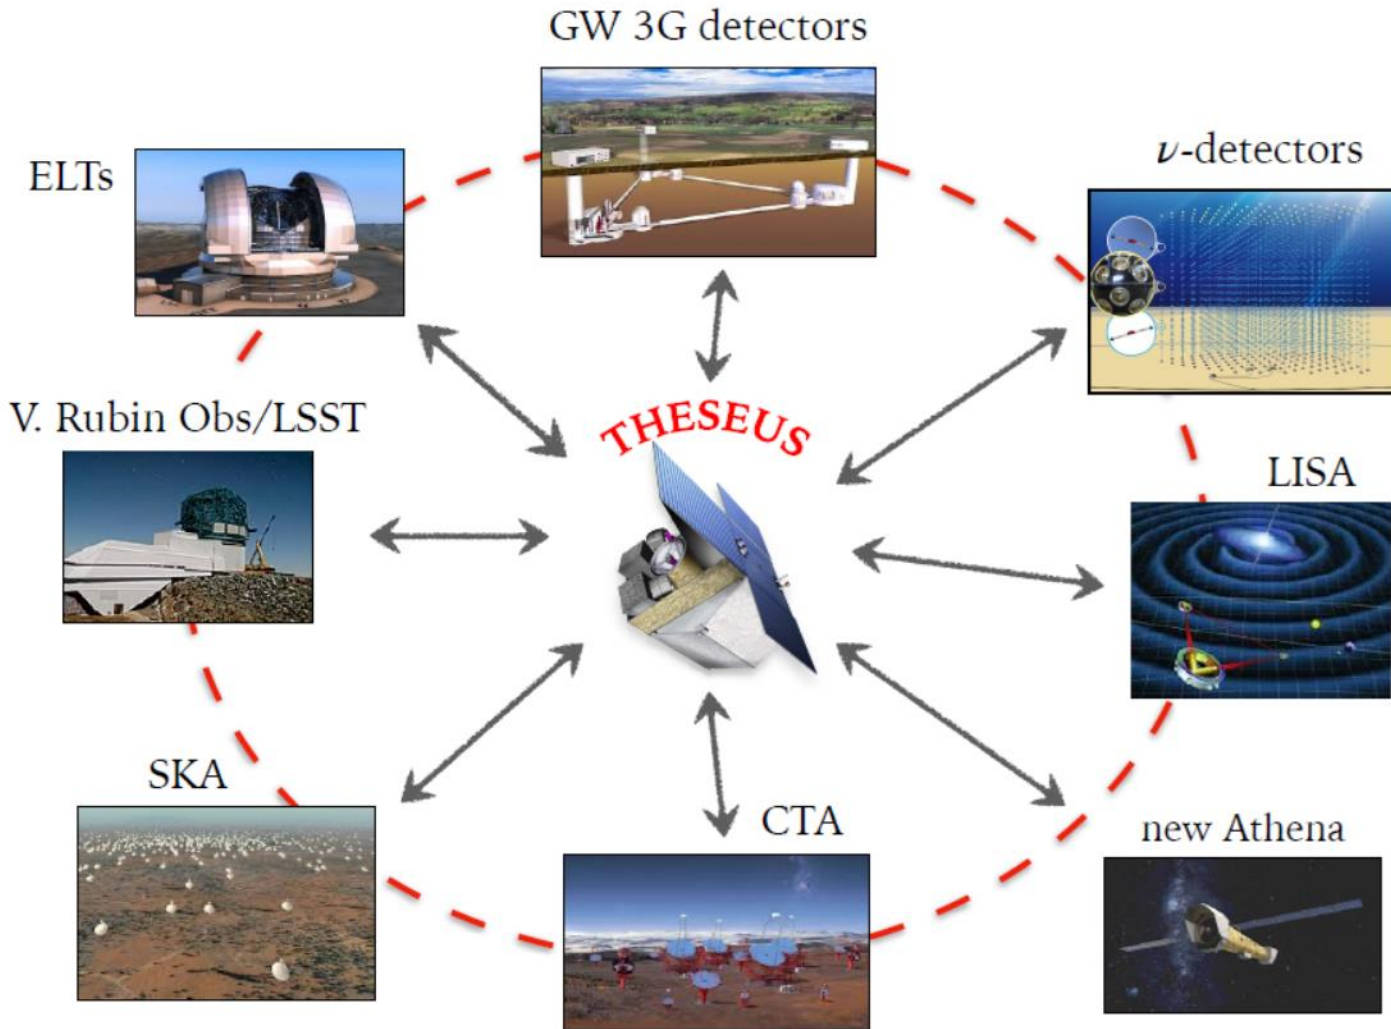 GW 3G detectors
ELTs
ν-detectors
THESEUS
V. Rubin Obs/LSST
LISA
SKA
CTA
new Athena